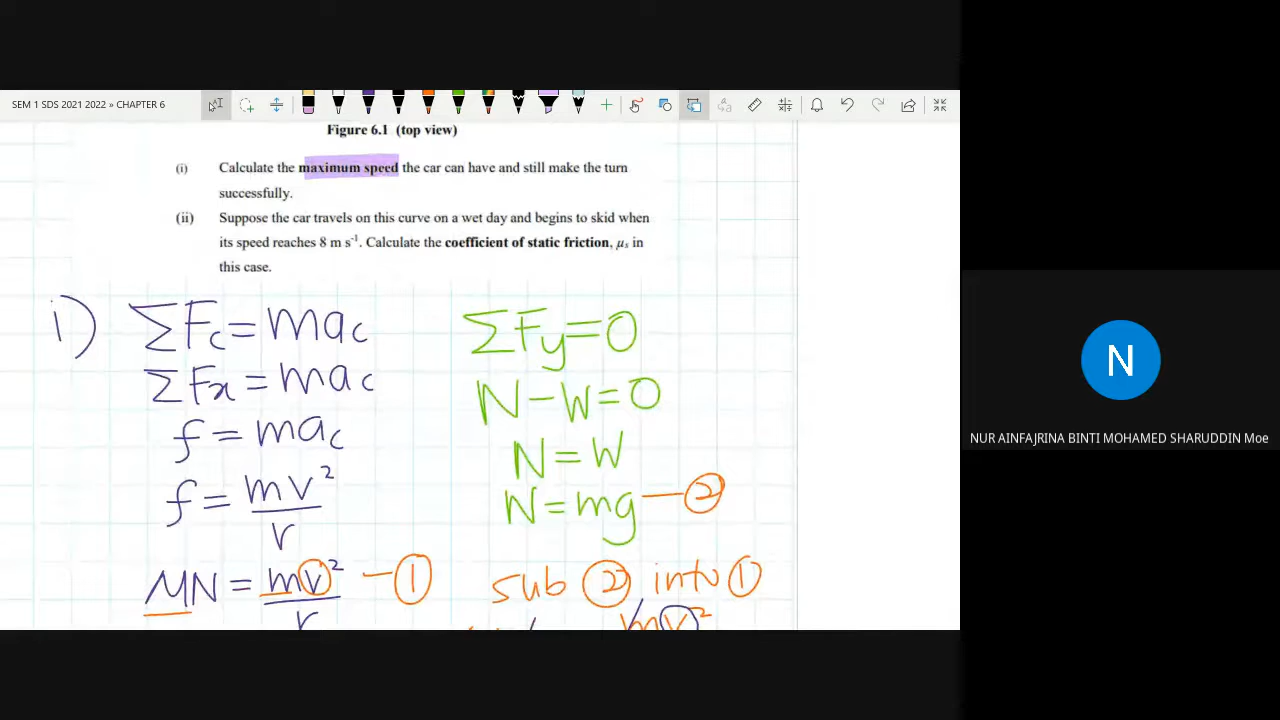 SEM 1 SDS 2021 2022 » CHAPTER 6
Figure 6.1 (top view)
(i) Calculate the maximum speed the car can have and still make the turn
successfully.
(ii) Suppose the car travels on this curve on a wet day and begins to skid when
its speed reaches 8 m s⁻¹. Calculate the coefficient of static friction, μₛ in
this case.
i) ΣFc = mac
ΣFx = mac
f = mac
f = mv²/r
μN = mv²/r —①
ΣFy = 0
N − W = 0
N = W
N = mg —②
sub ② into ①
mv²
N
NUR AINFAJRINA BINTI MOHAMED SHARUDDIN Moe